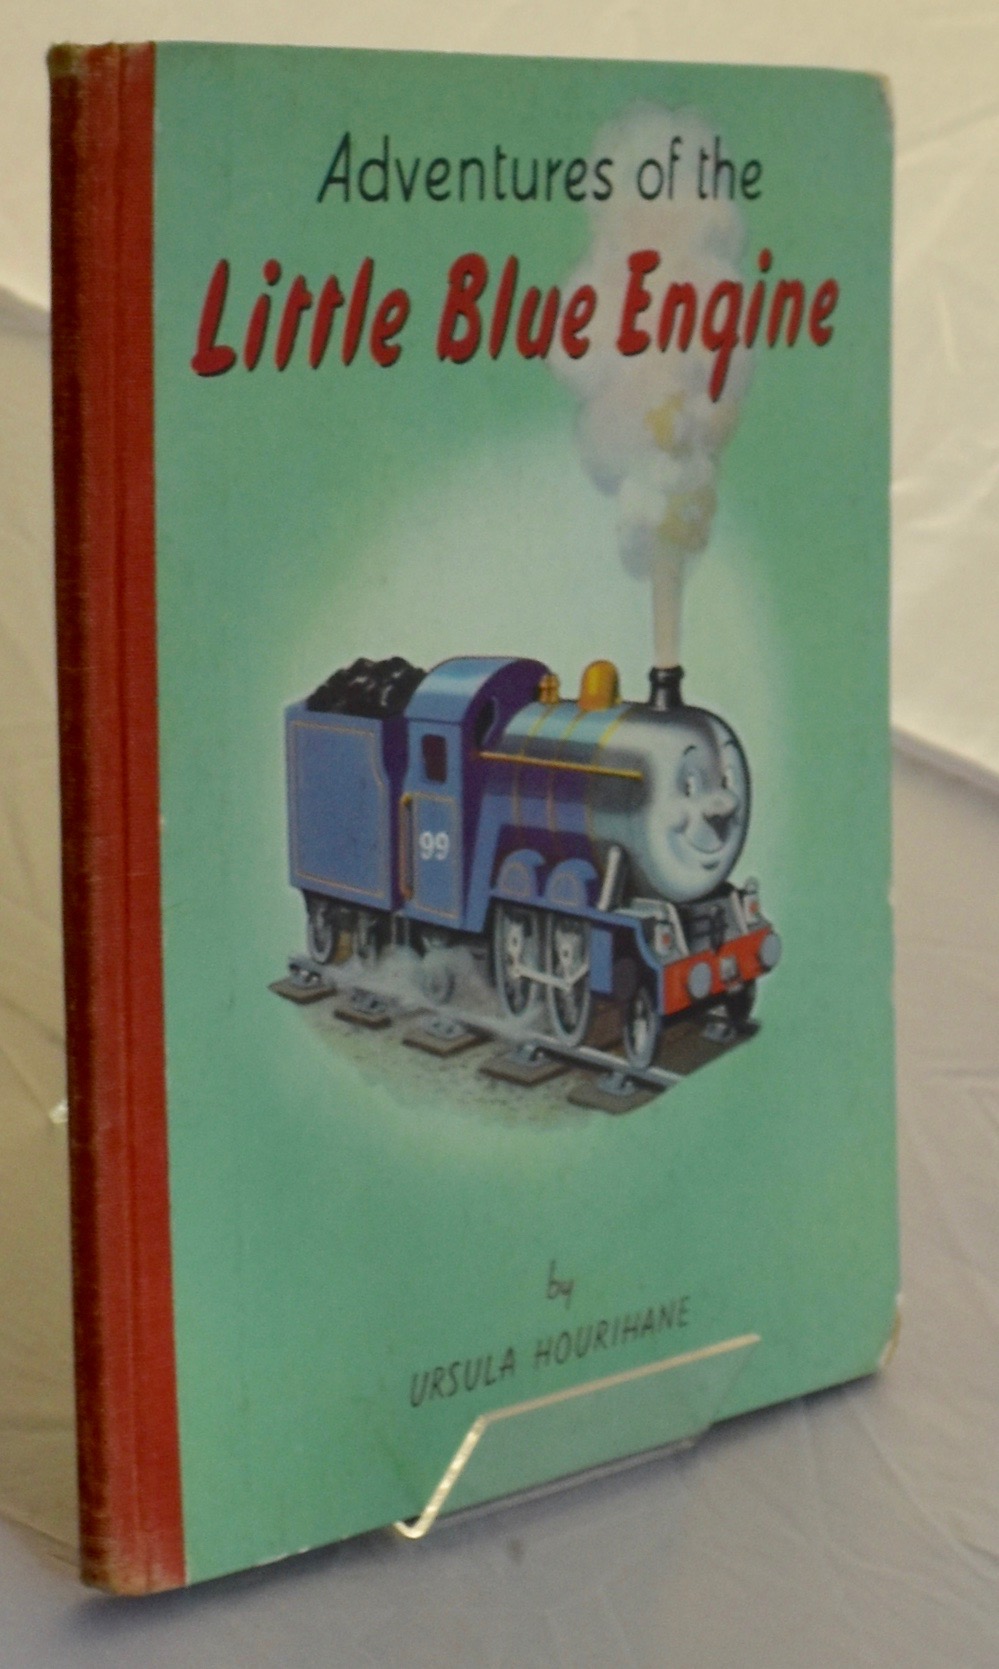 Adventures of the
Little Blue Engine
99
by
URSULA HOURIHANE